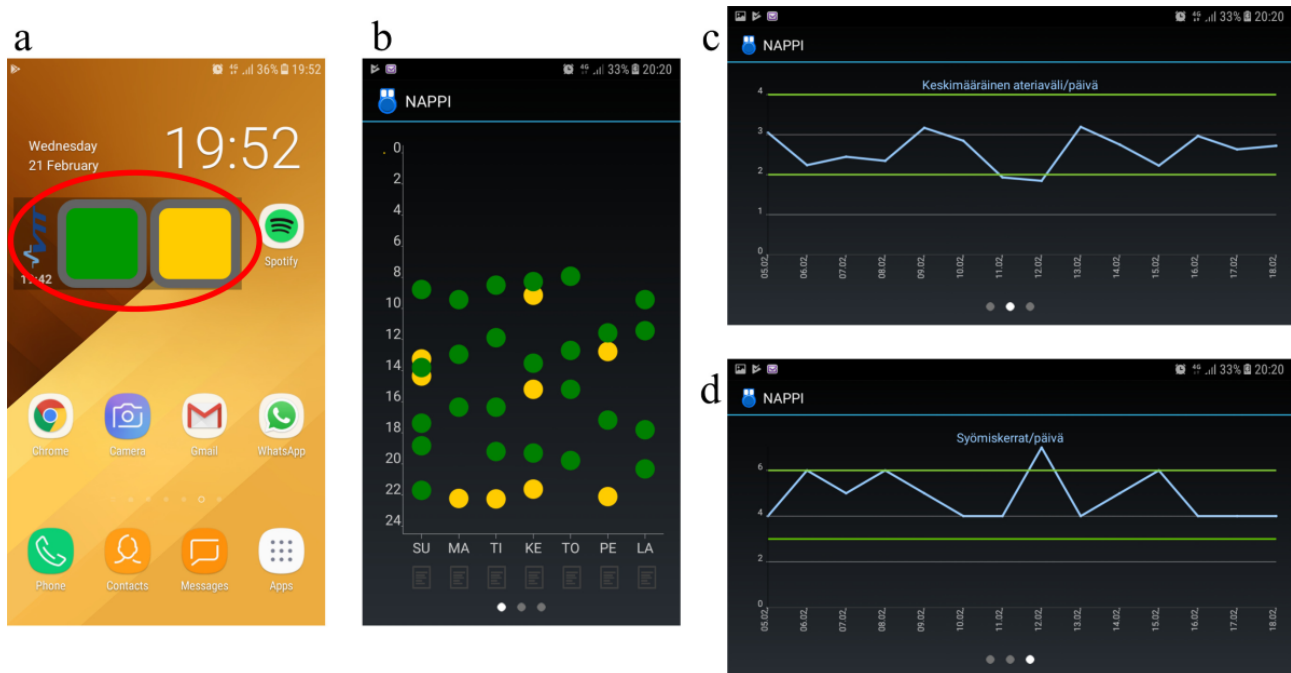 a
36% 19:52
Wednesday
21 February
19:52
VTT
19:42
Spotify
Chrome
Camera
Gmail
WhatsApp
Phone
Contacts
Messages
Apps
b
4G 33% 20:20
NAPPI
0
2
4
6
8
10
12
14
16
18
20
22
24
SU MA TI KE TO PE LA
c
4G 33% 20:20
NAPPI
Keskimääräinen ateriaväli/päivä
4
3
2
1
0
05.02. 06.02. 07.02. 08.02. 09.02. 10.02. 11.02. 12.02. 13.02. 14.02. 15.02. 16.02. 17.02. 18.02.
d
4G 33% 20:20
NAPPI
Syömiskerrat/päivä
6
4
2
0
05.02. 06.02. 07.02. 08.02. 09.02. 10.02. 11.02. 12.02. 13.02. 14.02. 15.02. 16.02. 17.02. 18.02.